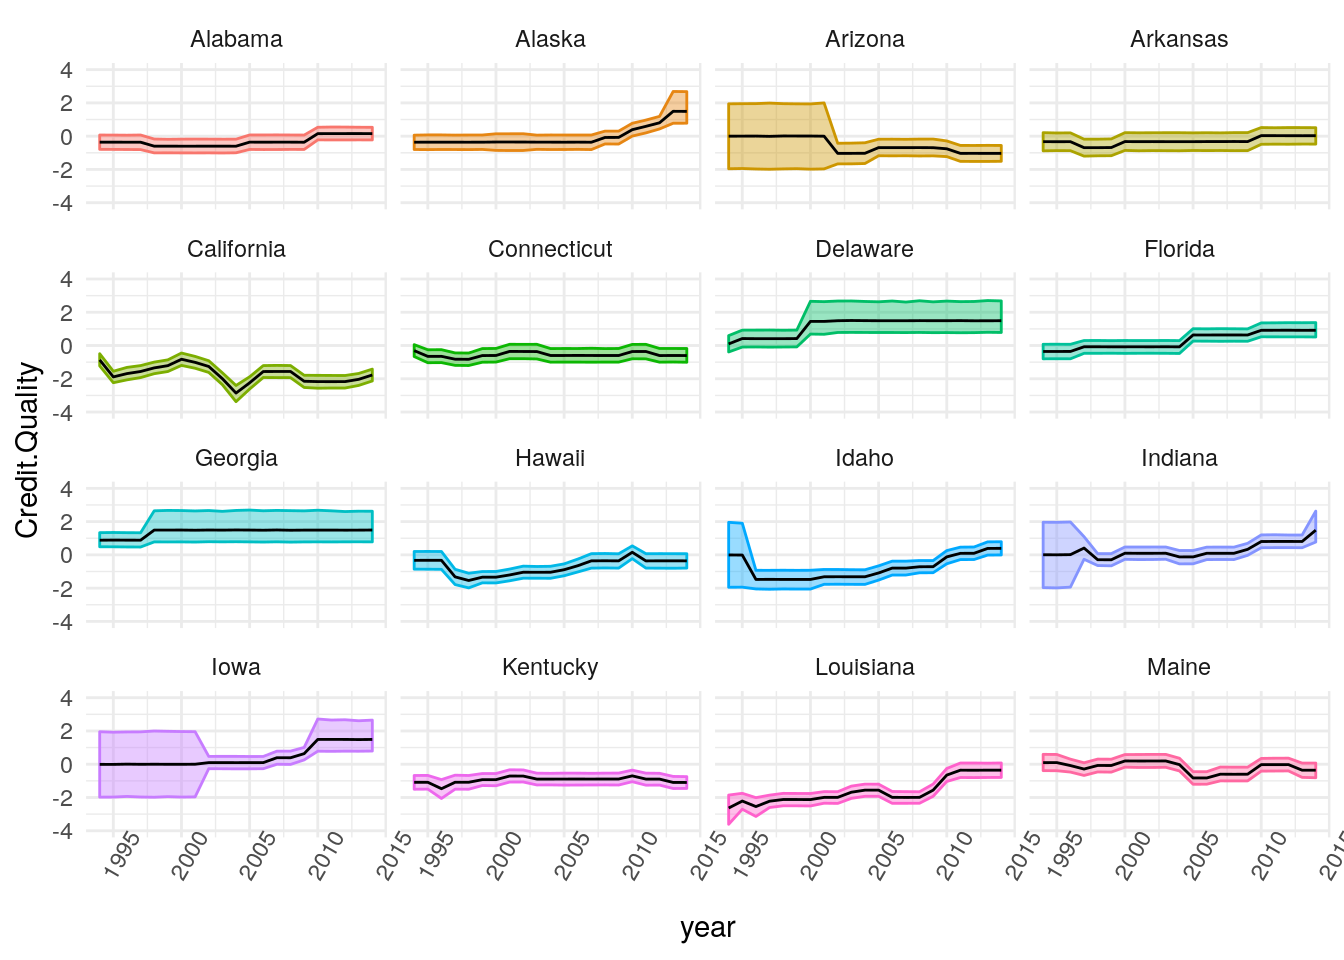 Alabama Alaska Arizona Arkansas
4
2
0
-2
-4
California Connecticut Delaware Florida
4
2
0
-2
-4
Georgia Hawaii Idaho Indiana
4
2
0
-2
-4
Iowa Kentucky Louisiana Maine
4
2
0
-2
-4
1995 2000 2005 2010 2015 1995 2000 2005 2010 2015 1995 2000 2005 2010 2015 1995 2000 2005 2010 201
year
Credit.Quality